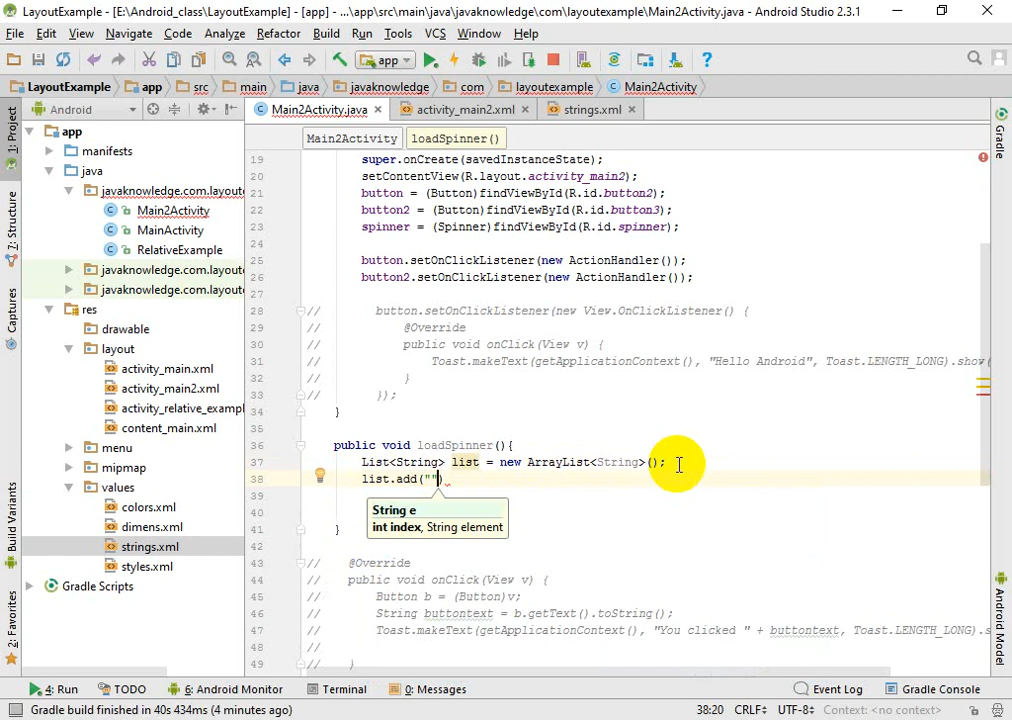 LayoutExample - [E:\Android_class\LayoutExample] - [app] - ...\app\src\main\java\javaknowledge\com\layoutexample\Main2Activity.java - Android Studio 2.3.1
File Edit View Navigate Code Analyze Refactor Build Run Tools VCS Window Help
app
LayoutExample app src main java javaknowledge com layoutexample Main2Activity
Android
Main2Activity.java activity_main2.xml strings.xml
Main2Activity loadSpinner()
1: Project
7: Structure
Captures
Build Variants
2: Favorites
app
manifests
java
javaknowledge.com.layoute
Main2Activity
MainActivity
RelativeExample
javaknowledge.com.layoute
javaknowledge.com.layoute
res
drawable
layout
activity_main.xml
activity_main2.xml
activity_relative_exampl
content_main.xml
menu
mipmap
values
colors.xml
dimens.xml
strings.xml
styles.xml
Gradle Scripts
19 super.onCreate(savedInstanceState);
20 setContentView(R.layout.activity_main2);
21 button = (Button)findViewById(R.id.button2);
22 button2 = (Button)findViewById(R.id.button3);
23 spinner = (Spinner)findViewById(R.id.spinner);
24
25 button.setOnClickListener(new ActionHandler());
26 button2.setOnClickListener(new ActionHandler());
27
28 // button.setOnClickListener(new View.OnClickListener() {
29 // @Override
30 // public void onClick(View v) {
31 // Toast.makeText(getApplicationContext(), "Hello Android", Toast.LENGTH_LONG).show(
32 // }
33 // });
34 }
35
36 public void loadSpinner(){
37 List<String> list = new ArrayList<String>();
38 list.add("")
39
String e
int index, String element
40
41 }
42
43 // @Override
44 // public void onClick(View v) {
45 // Button b = (Button)v;
46 // String buttontext = b.getText().toString();
47 // Toast.makeText(getApplicationContext(), "You clicked " + buttontext, Toast.LENGTH_LONG).s
48 //
49 // }
Gradle
Android Model
4: Run TODO 6: Android Monitor Terminal 0: Messages Event Log Gradle Console
Gradle build finished in 40s 434ms (4 minutes ago) 38:20 CRLF UTF-8 Context: <no context>